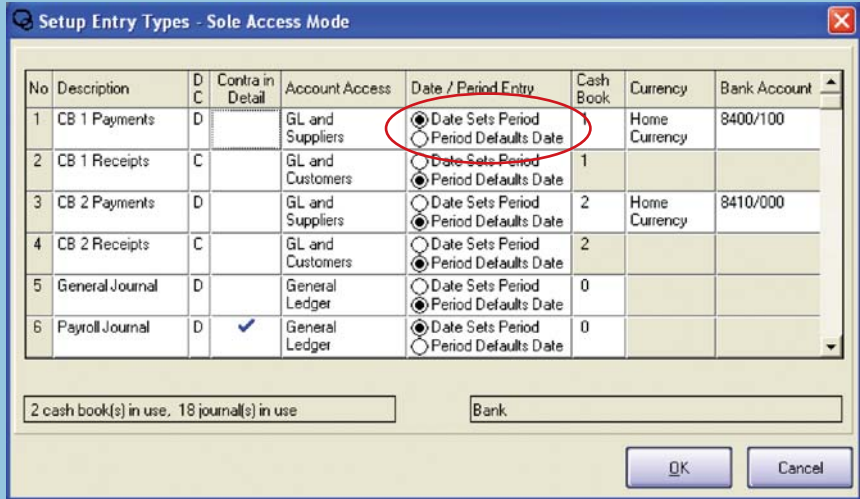 Setup Entry Types - Sole Access Mode
No Description D C Contra in Detail Account Access Date / Period Entry Cash Book Currency Bank Account
1 CB 1 Payments D GL and Suppliers Date Sets Period Period Defaults Date 1 Home Currency 8400/100
2 CB 1 Receipts C GL and Customers Date Sets Period Period Defaults Date 1
3 CB 2 Payments D GL and Suppliers Date Sets Period Period Defaults Date 2 Home Currency 8410/000
4 CB 2 Receipts C GL and Customers Date Sets Period Period Defaults Date 2
5 General Journal D General Ledger Date Sets Period Period Defaults Date 0
6 Payroll Journal D General Ledger Date Sets Period Period Defaults Date 0
2 cash book(s) in use, 18 journal(s) in use Bank
OK Cancel